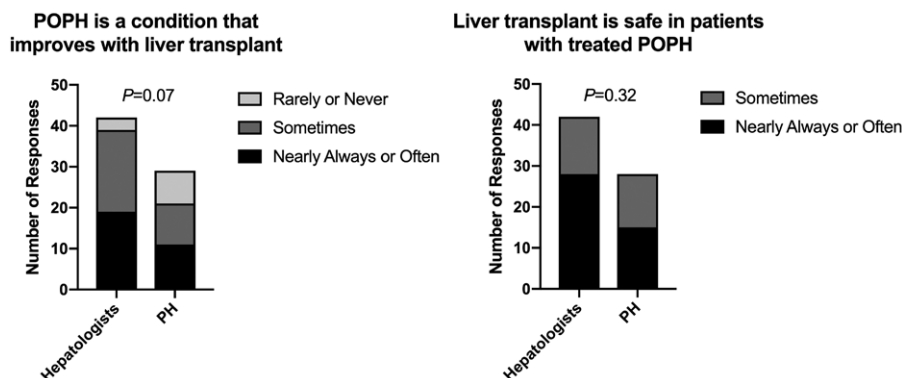 POPH is a condition that
improves with liver transplant
50
40
30
20
10
0
Number of Responses
P=0.07
Hepatologists
PH
Rarely or Never
Sometimes
Nearly Always or Often
Liver transplant is safe in patients
with treated POPH
50
40
30
20
10
0
Number of Responses
P=0.32
Hepatologists
PH
Sometimes
Nearly Always or Often